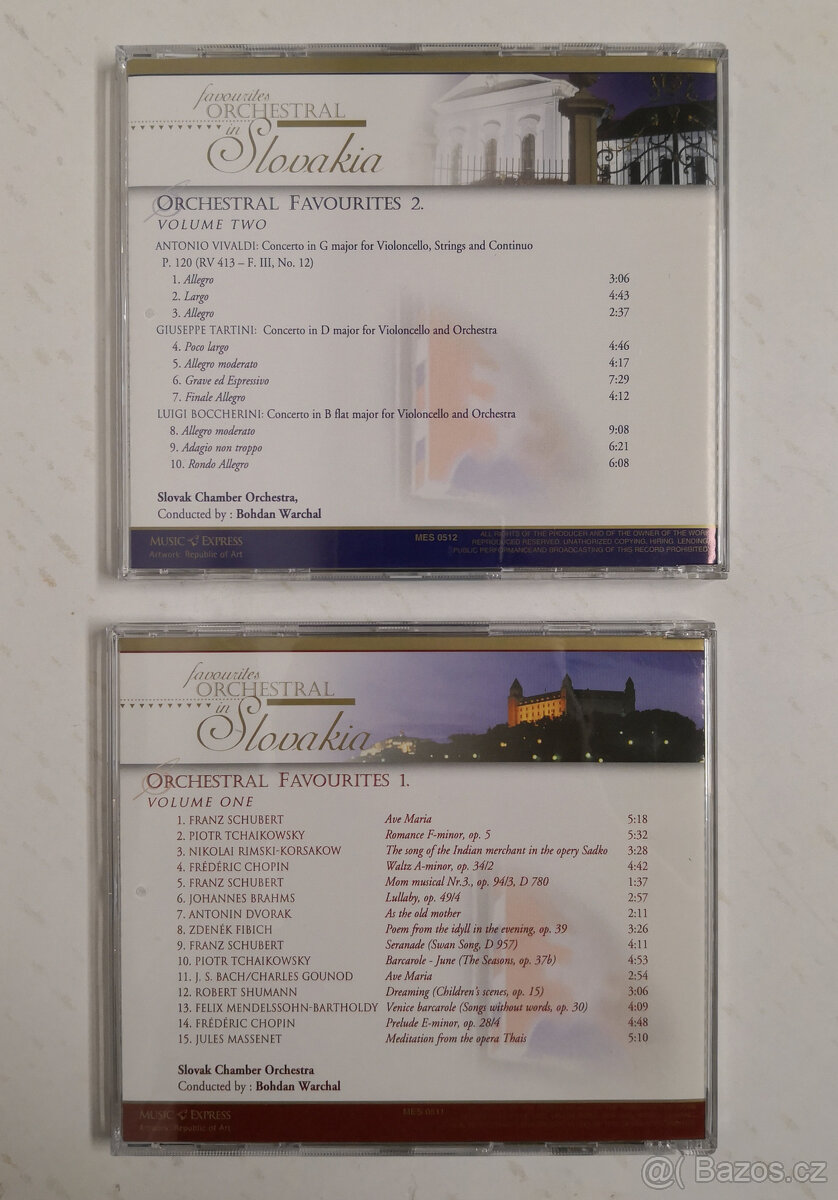 favourites
ORCHESTRAL
in
Slovakia
ORCHESTRAL FAVOURITES 2.
VOLUME TWO
ANTONIO VIVALDI: Concerto in G major for Violoncello, Strings and Continuo
P. 120 (RV 413 – F. III, No. 12)
1. Allegro 3:06
2. Largo 4:43
3. Allegro 2:37
GIUSEPPE TARTINI: Concerto in D major for Violoncello and Orchestra
4. Poco largo 4:46
5. Allegro moderato 4:17
6. Grave ed Espressivo 7:29
7. Finale Allegro 4:12
LUIGI BOCCHERINI: Concerto in B flat major for Violoncello and Orchestra
8. Allegro moderato 9:08
9. Adagio non troppo 6:21
10. Rondo Allegro 6:08
Slovak Chamber Orchestra,
Conducted by : Bohdan Warchal
MUSIC EXPRESS
Artwork: Republic of Art
MES 0512
ALL RIGHTS OF THE PRODUCER AND OF THE OWNER OF THE WORK
REPRODUCED RESERVED. UNATHORIZED COPYING, HIRING, LENDING,
PUBLIC PERFORMANCEAND BROADCASTING OF THIS RECORD PROHIBITED
favourites
ORCHESTRAL
in
Slovakia
ORCHESTRAL FAVOURITES 1.
VOLUME ONE
1. FRANZ SCHUBERT Ave Maria 5:18
2. PIOTR TCHAIKOWSKY Romance F-minor, op. 5 5:32
3. NIKOLAI RIMSKI-KORSAKOW The song of the Indian merchant in the opery Sadko 3:28
4. FRÉDÉRIC CHOPIN Waltz A-minor, op. 34/2 4:42
5. FRANZ SCHUBERT Mom musical Nr.3., op. 94/3, D 780 1:37
6. JOHANNES BRAHMS Lullaby, op. 49/4 2:57
7. ANTONIN DVORAK As the old mother 2:11
8. ZDENĚK FIBICH Poem from the idyll in the evening, op. 39 3:26
9. FRANZ SCHUBERT Seranade (Swan Song, D 957) 4:11
10. PIOTR TCHAIKOWSKY Barcarole - June (The Seasons, op. 37b) 4:53
11. J. S. BACH/CHARLES GOUNOD Ave Maria 2:54
12. ROBERT SHUMANN Dreaming (Children's scenes, op. 15) 3:06
13. FELIX MENDELSSOHN-BARTHOLDY Venice barcarole (Songs without words, op. 30) 4:09
14. FRÉDÉRIC CHOPIN Prelude E-minor, op. 28/4 4:48
15. JULES MASSENET Meditation from the opera Thais 5:10
Slovak Chamber Orchestra
Conducted by : Bohdan Warchal
MUSIC EXPRESS
Artwork: Republic of Art
MES 0511
@( Bazos.cz